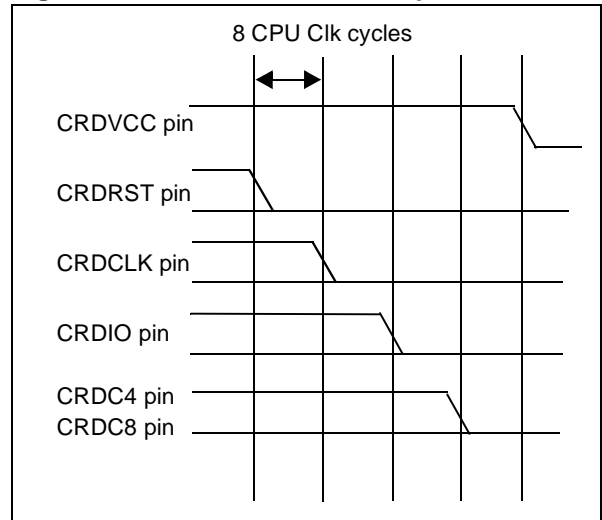 8 CPU Clk cycles
CRDVCC pin
CRDRST pin
CRDCLK pin
CRDIO pin
CRDC4 pin
CRDC8 pin